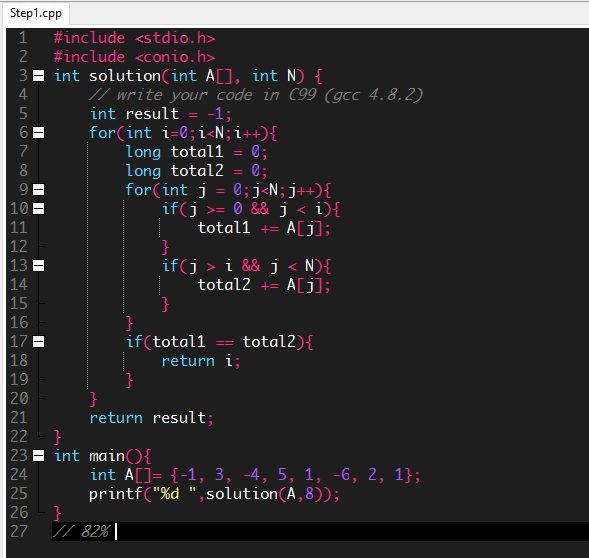 Step1.cpp
1 #include <stdio.h>
2 #include <conio.h>
3 int solution(int A[], int N) {
4 // write your code in C99 (gcc 4.8.2)
5 int result = -1;
6 for(int i=0;i<N;i++){
7 long total1 = 0;
8 long total2 = 0;
9 for(int j = 0;j<N;j++){
10 if(j >= 0 && j < i){
11 total1 += A[j];
12 }
13 if(j > i && j < N){
14 total2 += A[j];
15 }
16 }
17 if(total1 == total2){
18 return i;
19 }
20 }
21 return result;
22 }
23 int main(){
24 int A[]= {-1, 3, -4, 5, 1, -6, 2, 1};
25 printf("%d ",solution(A,8));
26 }
27 // 82%